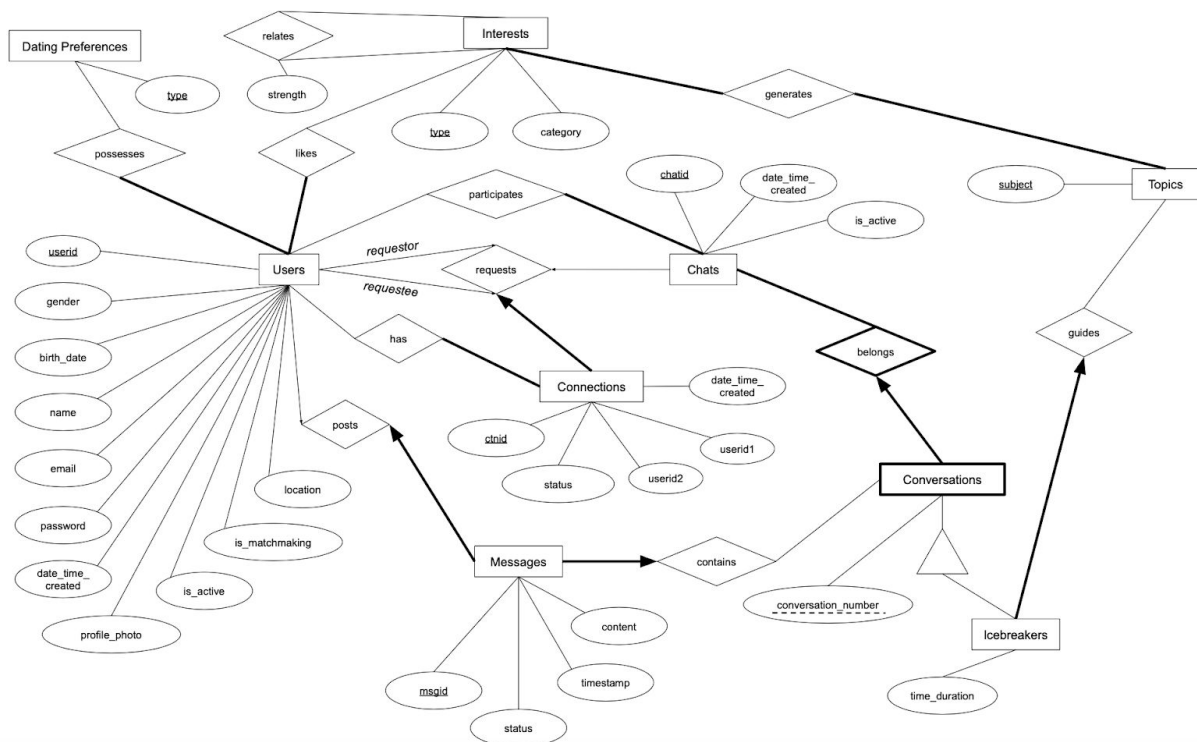 Interests
Dating Preferences
relates
type
strength
generates
type
category
possesses
likes
chatid
date_time_
created
subject
Topics
participates
is_active
userid
requestor
Users
requests
Chats
requestee
gender
has
guides
birth_date
belongs
Connections
date_time_
created
name
posts
ctnid
userid1
email
status
userid2
location
Conversations
password
is_matchmaking
Messages
contains
date_time_
created
is_active
conversation_number
profile_photo
content
Icebreakers
msgid
timestamp
time_duration
status